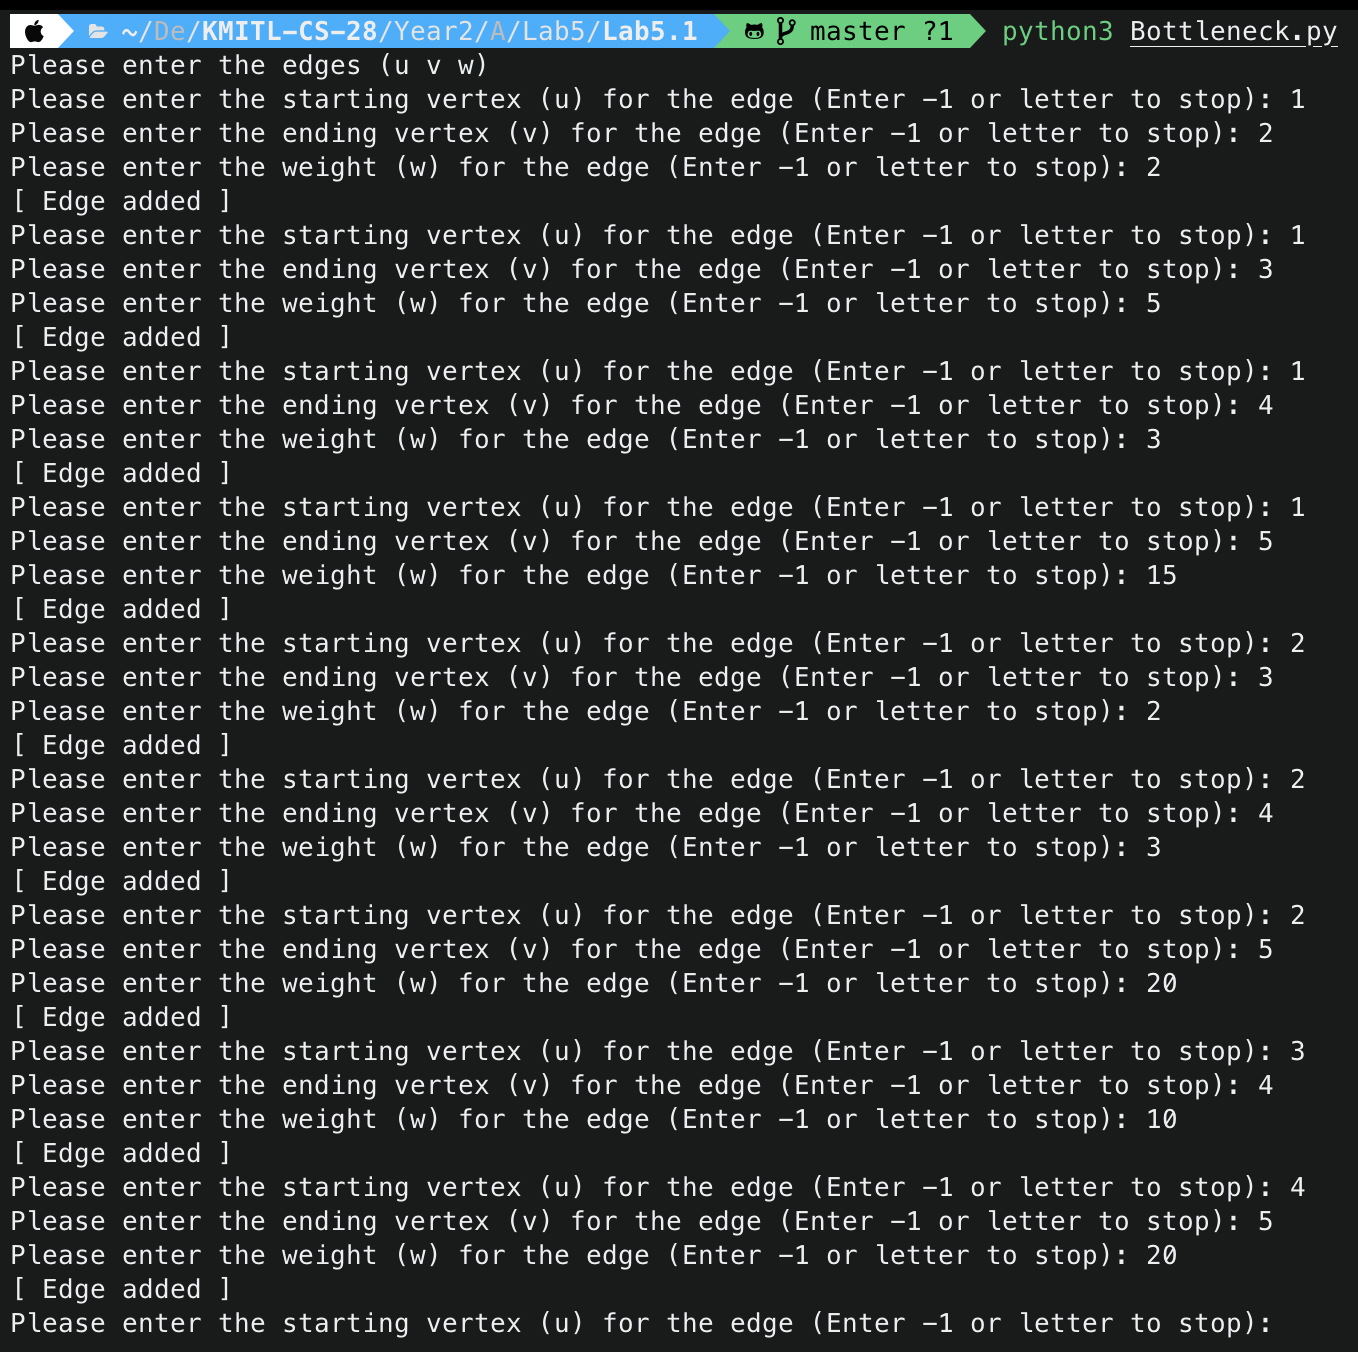 ~/De/KMITL-CS-28/Year2/A/Lab5/Lab5.1 master ?1 python3 Bottleneck.py
Please enter the edges (u v w)
Please enter the starting vertex (u) for the edge (Enter -1 or letter to stop): 1
Please enter the ending vertex (v) for the edge (Enter -1 or letter to stop): 2
Please enter the weight (w) for the edge (Enter -1 or letter to stop): 2
[ Edge added ]
Please enter the starting vertex (u) for the edge (Enter -1 or letter to stop): 1
Please enter the ending vertex (v) for the edge (Enter -1 or letter to stop): 3
Please enter the weight (w) for the edge (Enter -1 or letter to stop): 5
[ Edge added ]
Please enter the starting vertex (u) for the edge (Enter -1 or letter to stop): 1
Please enter the ending vertex (v) for the edge (Enter -1 or letter to stop): 4
Please enter the weight (w) for the edge (Enter -1 or letter to stop): 3
[ Edge added ]
Please enter the starting vertex (u) for the edge (Enter -1 or letter to stop): 1
Please enter the ending vertex (v) for the edge (Enter -1 or letter to stop): 5
Please enter the weight (w) for the edge (Enter -1 or letter to stop): 15
[ Edge added ]
Please enter the starting vertex (u) for the edge (Enter -1 or letter to stop): 2
Please enter the ending vertex (v) for the edge (Enter -1 or letter to stop): 3
Please enter the weight (w) for the edge (Enter -1 or letter to stop): 2
[ Edge added ]
Please enter the starting vertex (u) for the edge (Enter -1 or letter to stop): 2
Please enter the ending vertex (v) for the edge (Enter -1 or letter to stop): 4
Please enter the weight (w) for the edge (Enter -1 or letter to stop): 3
[ Edge added ]
Please enter the starting vertex (u) for the edge (Enter -1 or letter to stop): 2
Please enter the ending vertex (v) for the edge (Enter -1 or letter to stop): 5
Please enter the weight (w) for the edge (Enter -1 or letter to stop): 20
[ Edge added ]
Please enter the starting vertex (u) for the edge (Enter -1 or letter to stop): 3
Please enter the ending vertex (v) for the edge (Enter -1 or letter to stop): 4
Please enter the weight (w) for the edge (Enter -1 or letter to stop): 10
[ Edge added ]
Please enter the starting vertex (u) for the edge (Enter -1 or letter to stop): 4
Please enter the ending vertex (v) for the edge (Enter -1 or letter to stop): 5
Please enter the weight (w) for the edge (Enter -1 or letter to stop): 20
[ Edge added ]
Please enter the starting vertex (u) for the edge (Enter -1 or letter to stop):